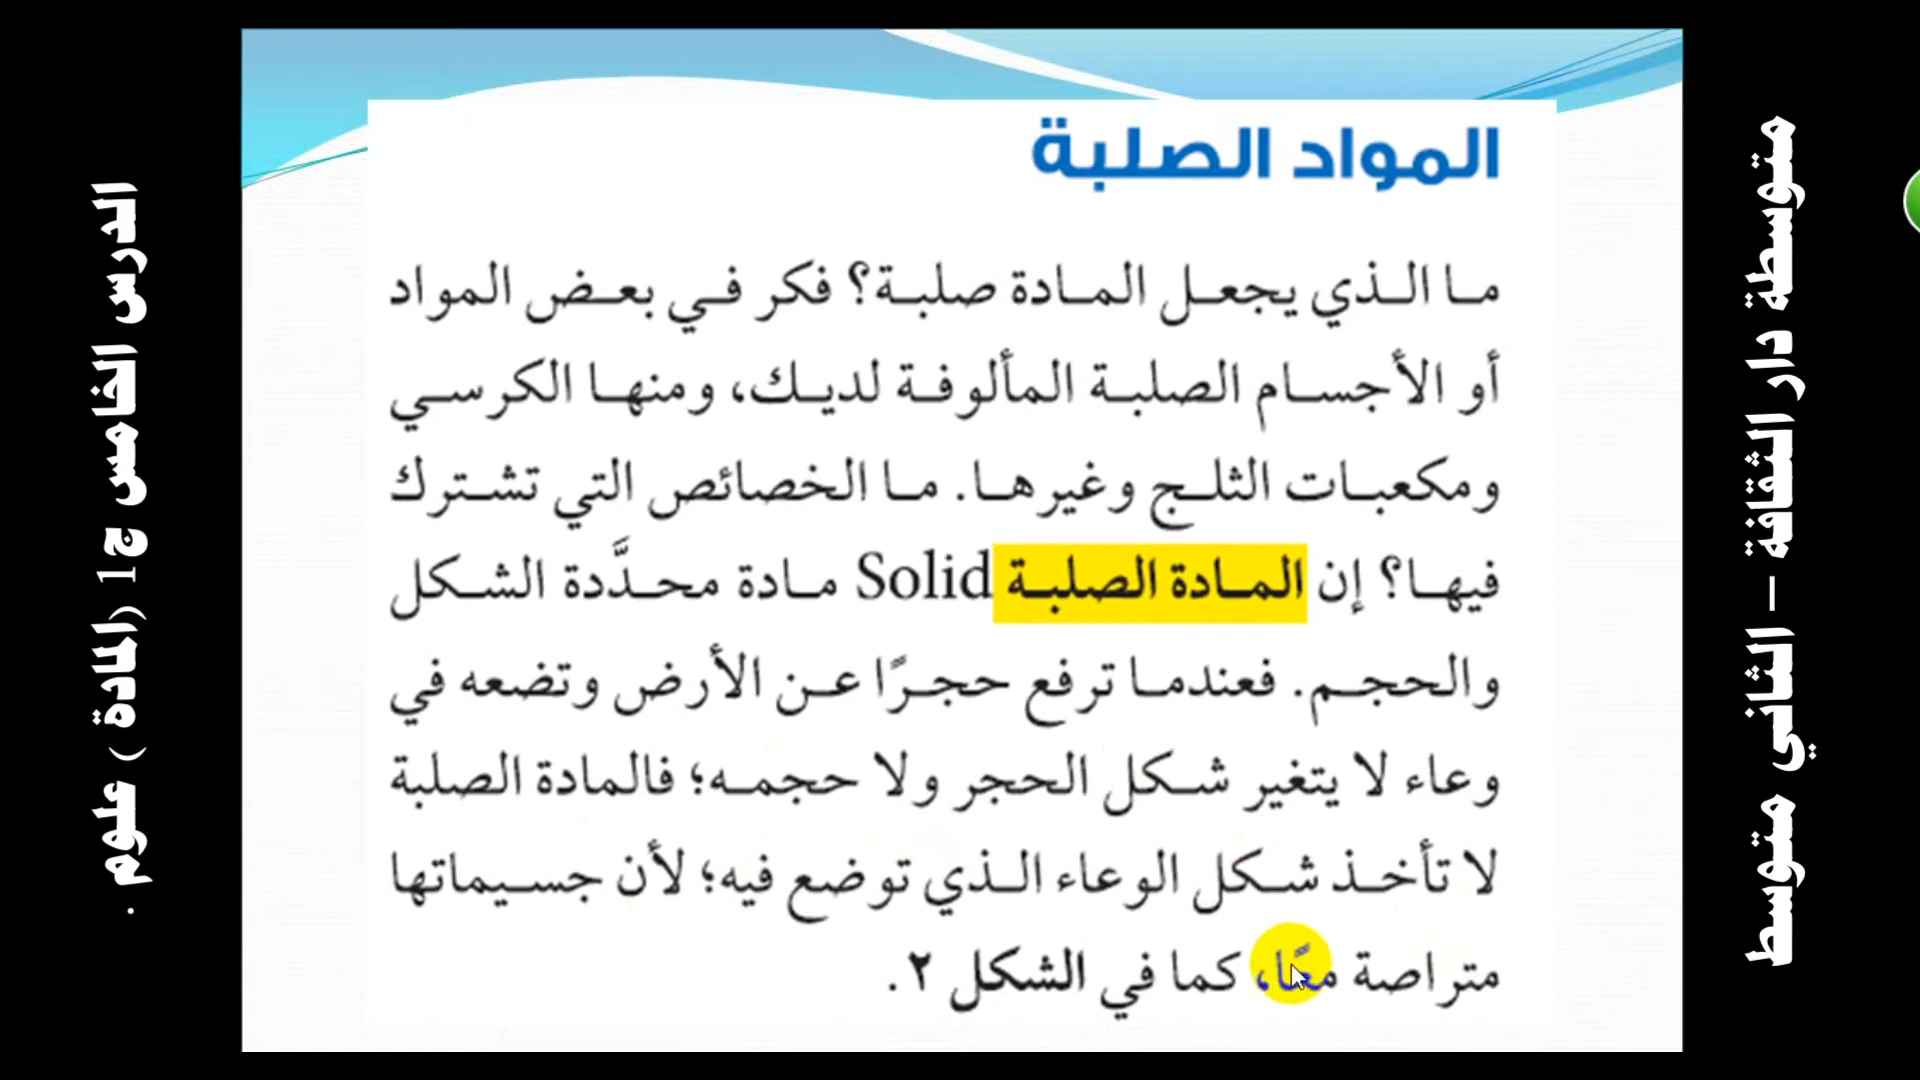 المواد الصلبة
ما الذي يجعل المادة صلبة؟ فكر في بعض المواد
أو الأجسام الصلبة المألوفة لديك، ومنها الكرسي
ومكعبات الثلج وغيرها. ما الخصائص التي تشترك
فيها؟ إن المادة الصلبة Solid مادة محدَّدة الشكل
والحجم. فعندما ترفع حجرًا عن الأرض وتضعه في
وعاء لا يتغير شكل الحجر ولا حجمه؛ فالمادة الصلبة
لا تأخذ شكل الوعاء الذي توضع فيه؛ لأن جسيماتها
متراصة معًا، كما في الشكل ٢.
متوسطة دار الثقافة – الثاني متوسط
الدرس الخامس ج1 (المادة ) علوم .